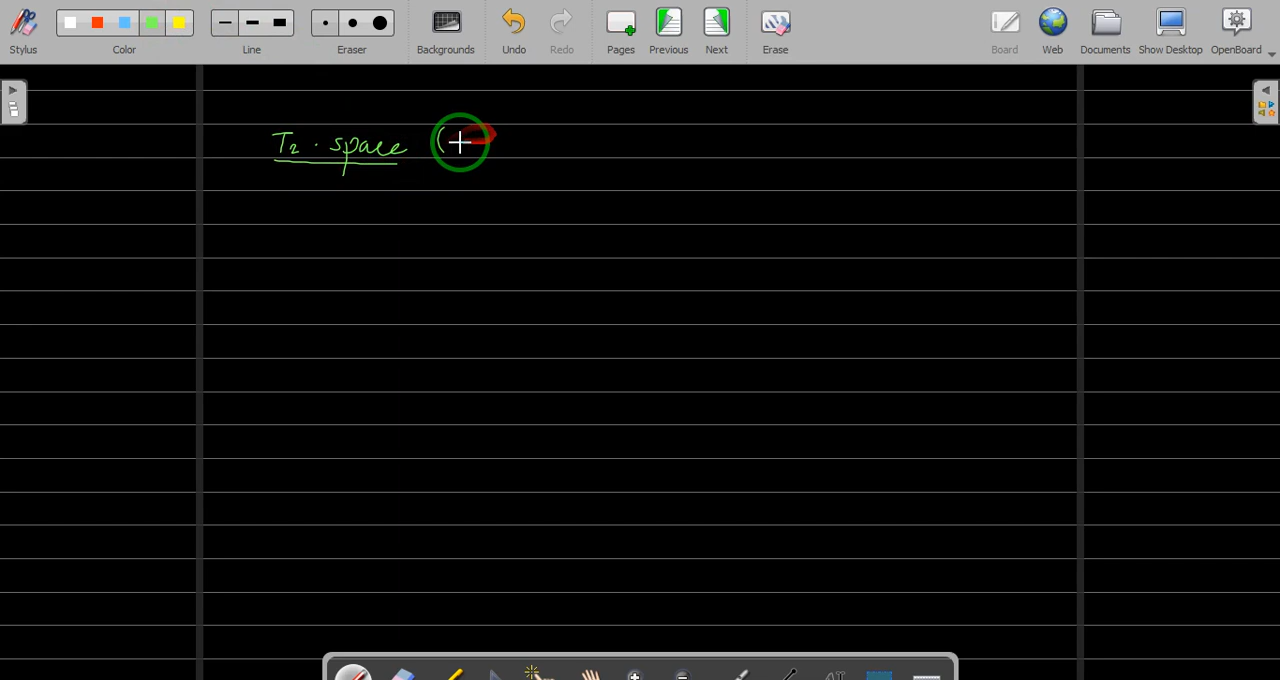 Stylus Color Line Eraser Backgrounds Undo Redo Pages Previous Next Erase Board Web Documents Show Desktop OpenBoard
T₂ · space (